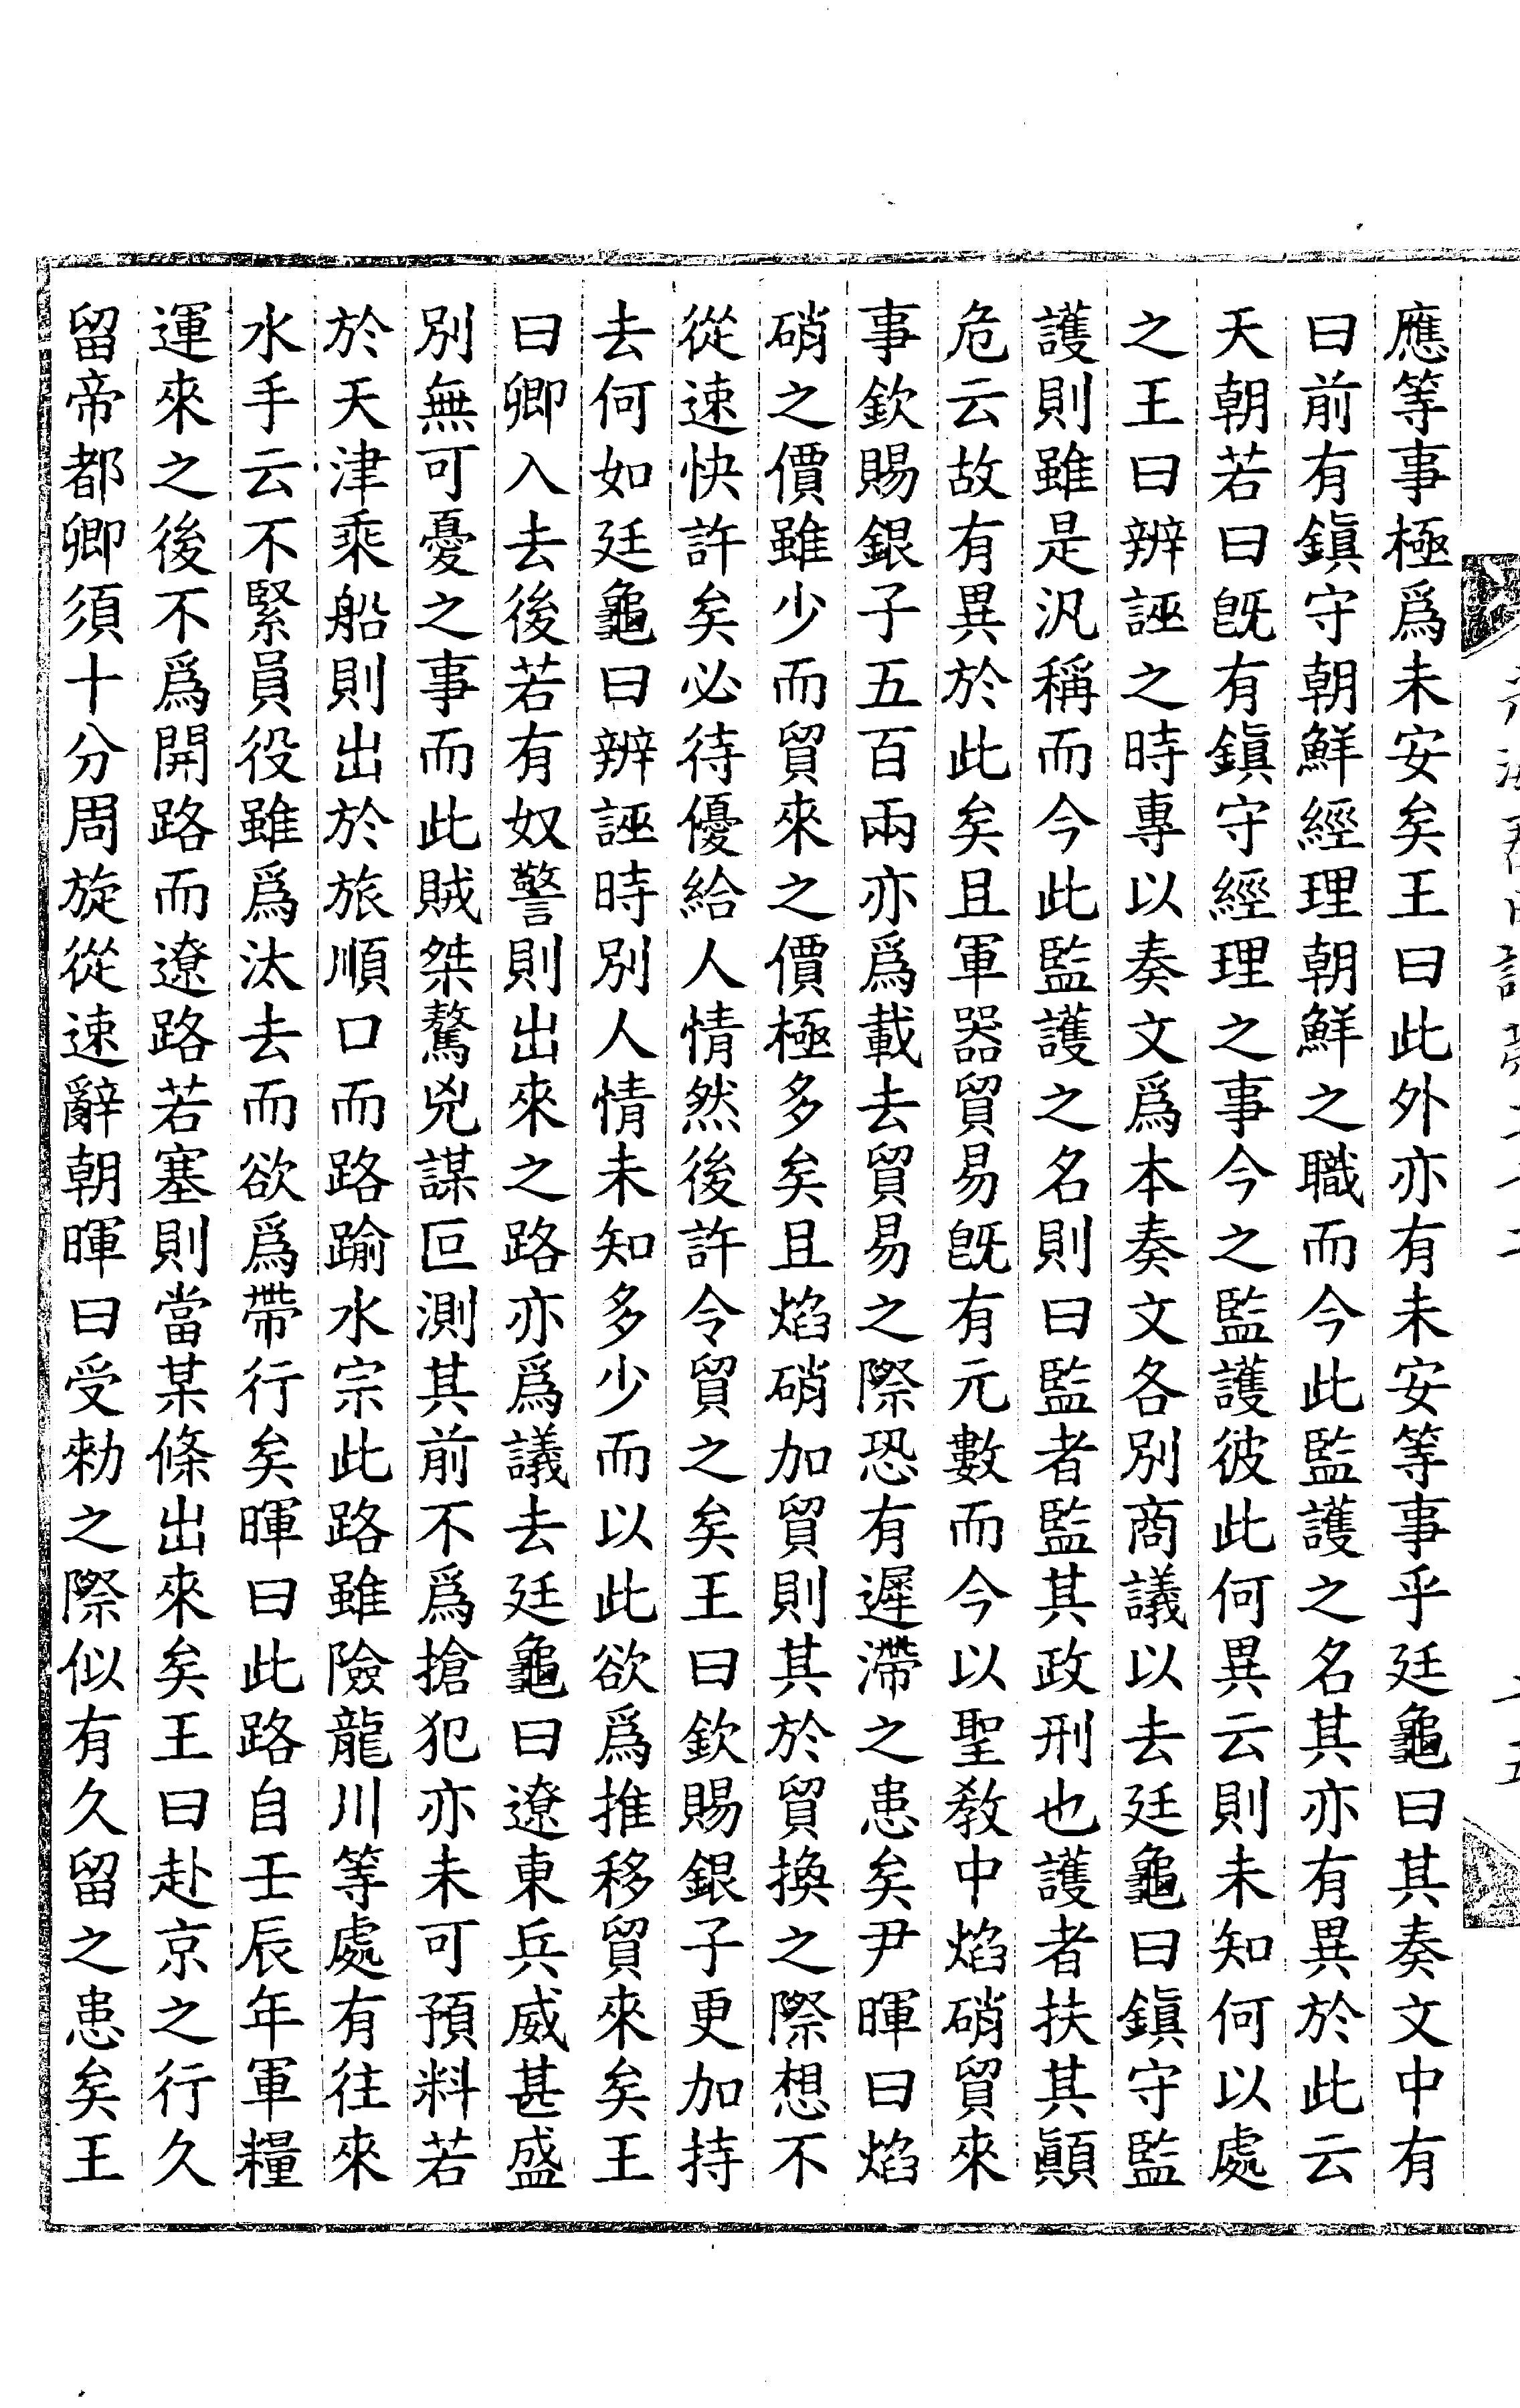 應等事極爲未安矣王曰此外亦有未安等事乎廷龜曰其奏文中有
曰前有鎭守朝鮮經理朝鮮之職而今此監護之名其亦有異於此云
天朝若曰旣有鎭守經理之事今之監護彼此何異云則未知何以處
之王曰辨誣之時專以奏文爲本奏文各別商議以去廷龜曰鎭守監
護則雖是汎稱而今此監護之名則曰監者監其政刑也護者扶其顚
危云故有異於此矣且軍器貿易旣有元數而今以聖敎中焰硝貿來
事欽賜銀子五百兩亦爲載去貿易之際恐有遲滯之患矣尹暉曰焰
硝之價雖少而貿來之價極多矣且焰硝加貿則其於貿換之際想不
從速快許矣必待優給人情然後許令貿之矣王曰欽賜銀子更加持
去何如廷龜曰辨誣時別人情未知多少而以此欲爲推移貿來矣王
曰卿入去後若有奴警則出來之路亦爲議去廷龜曰遼東兵威甚盛
別無可憂之事而此賊桀驁兇謀叵測其前不爲搶犯亦未可預料若
於天津乘船則出於旅順口而路踰水宗此路雖險龍川等處有往來
水手云不緊員役雖爲汰去而欲爲帶行矣暉曰此路自壬辰年軍糧
運來之後不爲開路而遼路若塞則當某條出來矣王曰赴京之行久
留帝都卿須十分周旋從速辭朝暉曰受勑之際似有久留之患矣王